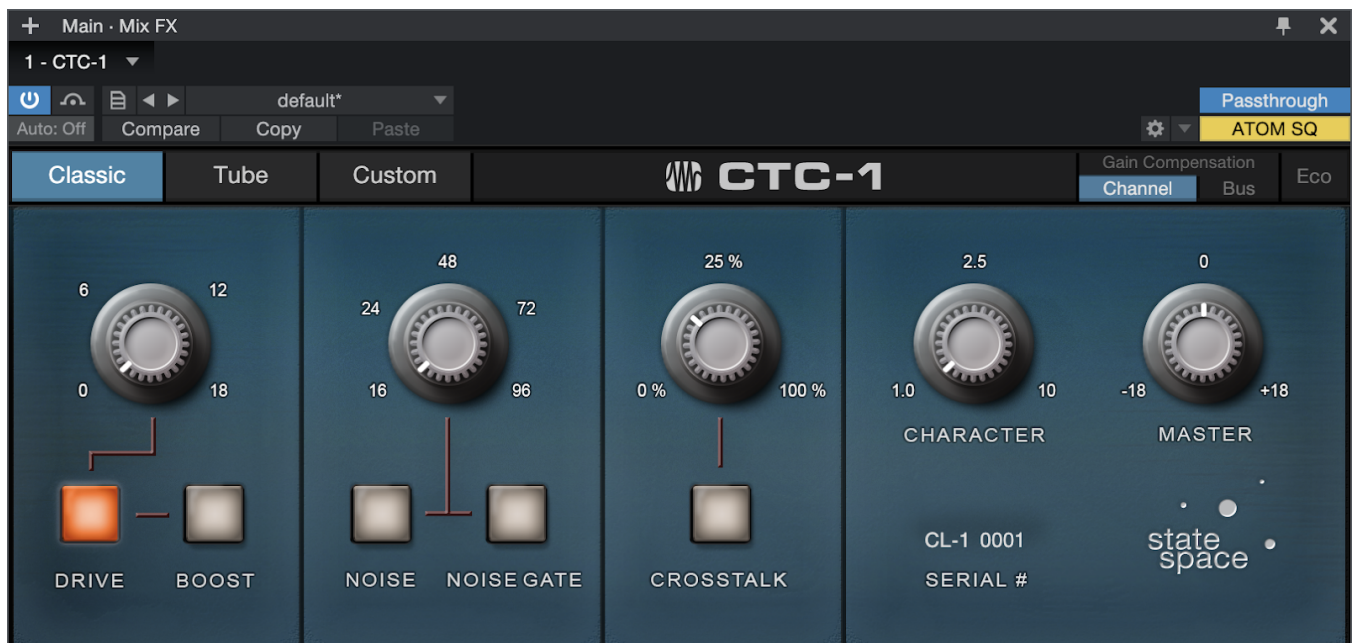 Main · Mix FX
1 - CTC-1
default*
Passthrough
Auto: Off Compare Copy Paste
ATOM SQ
Classic Tube Custom
CTC-1
Gain Compensation
Channel Bus
Eco
6 12
0 18
DRIVE BOOST
48
24 72
16 96
NOISE NOISE GATE
25 %
0 % 100 %
CROSSTALK
2.5
1.0 10
CHARACTER
0
-18 +18
MASTER
CL-1 0001
SERIAL #
state
space